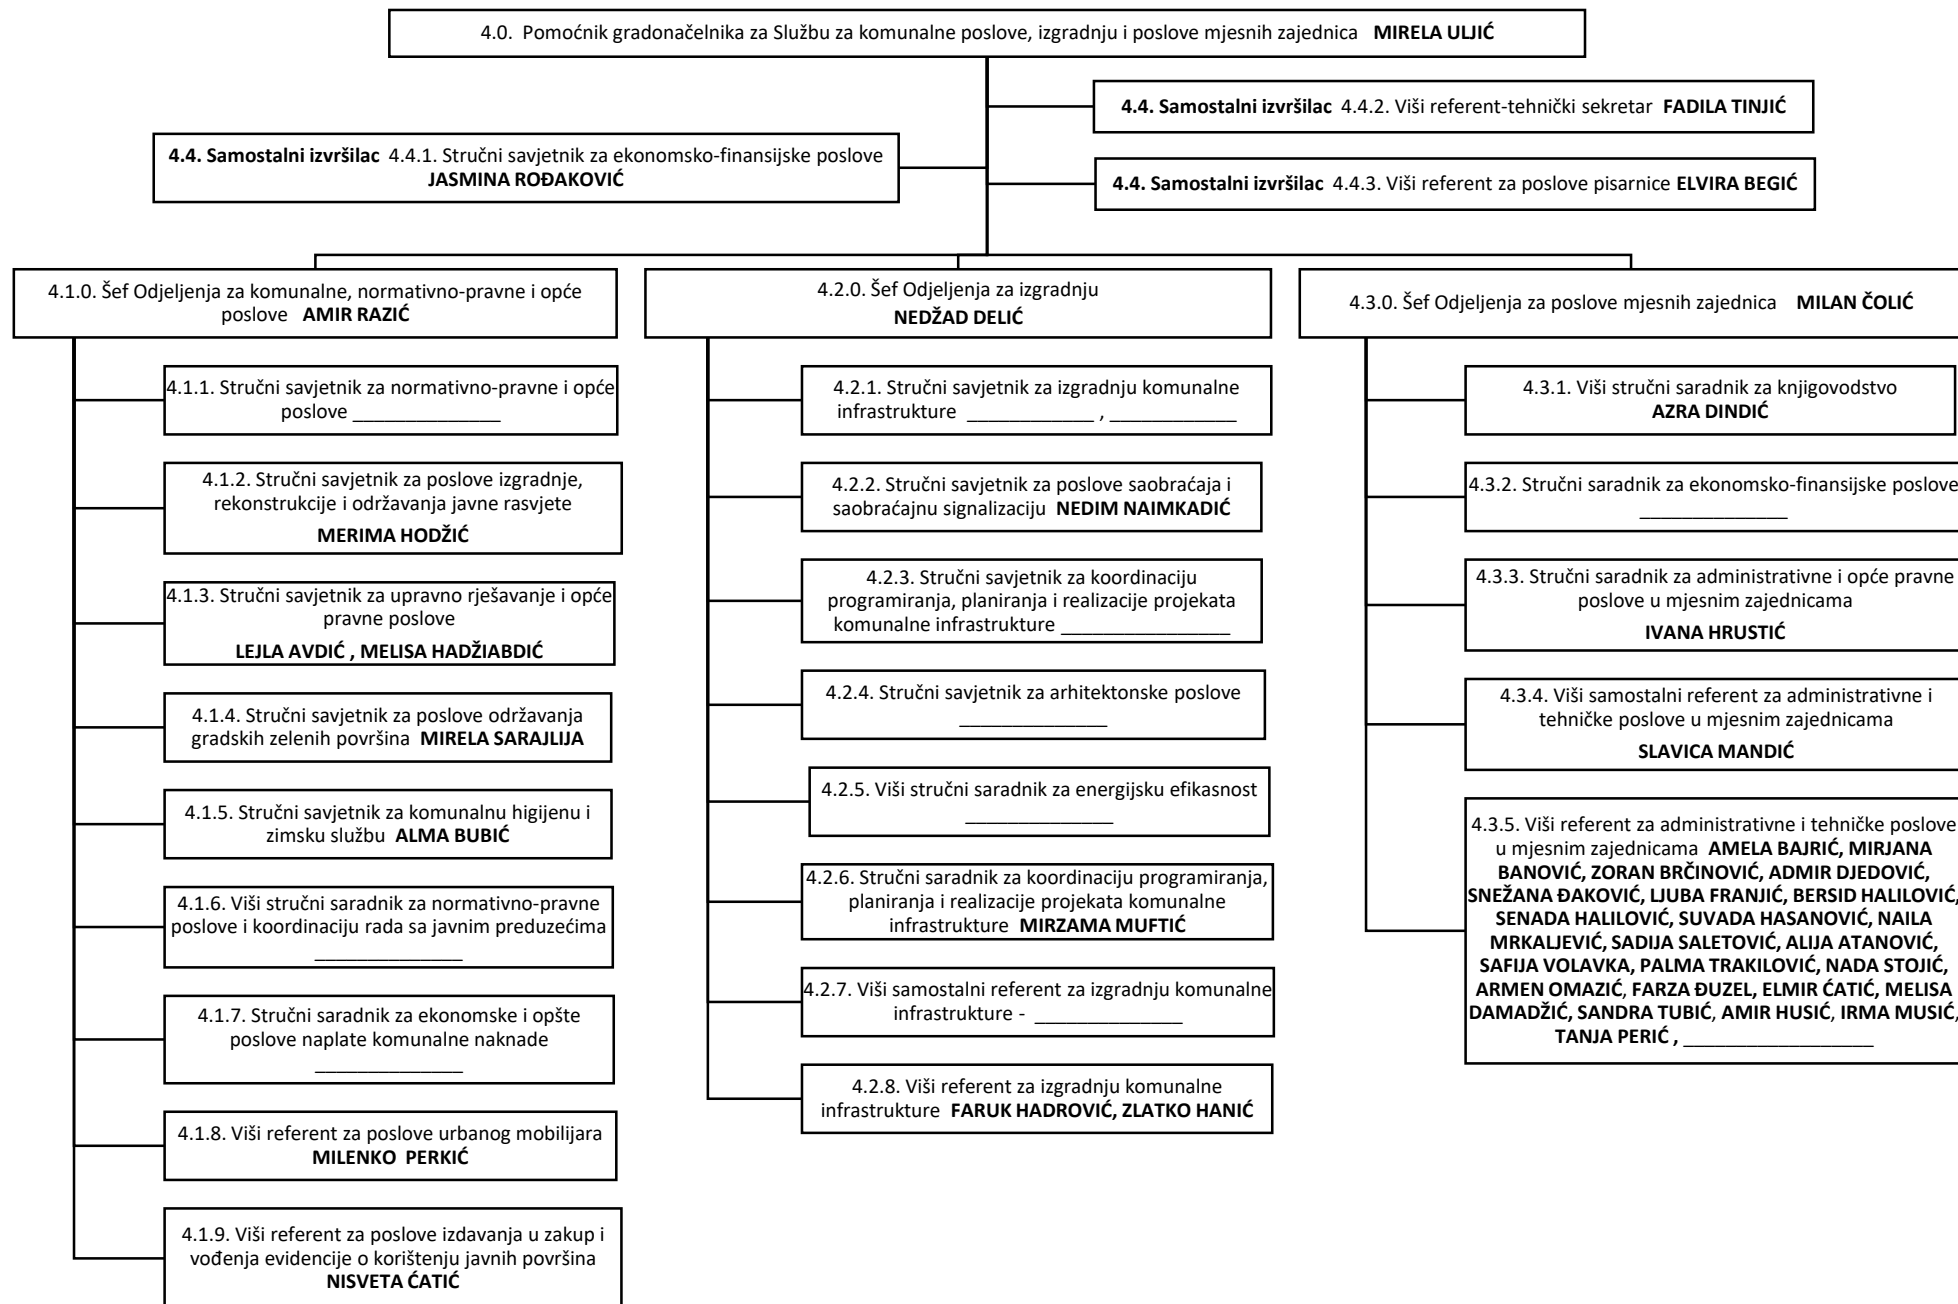 4.0. Pomoćnik gradonačelnika za Službu za komunalne poslove, izgradnju i poslove mjesnih zajednica MIRELA ULJIĆ
4.4. Samostalni izvršilac 4.4.2. Viši referent-tehnički sekretar FADILA TINJIĆ
4.4. Samostalni izvršilac 4.4.1. Stručni savjetnik za ekonomsko-finansijske poslove
JASMINA ROĐAKOVIĆ
4.4. Samostalni izvršilac 4.4.3. Viši referent za poslove pisarnice ELVIRA BEGIĆ
4.1.0. Šef Odjeljenja za komunalne, normativno-pravne i opće
poslove AMIR RAZIĆ
4.1.1. Stručni savjetnik za normativno-pravne i opće
poslove ______________
4.1.2. Stručni savjetnik za poslove izgradnje,
rekonstrukcije i održavanja javne rasvjete
MERIMA HODŽIĆ
4.1.3. Stručni savjetnik za upravno rješavanje i opće
pravne poslove
LEJLA AVDIĆ , MELISA HADŽIABDIĆ
4.1.4. Stručni savjetnik za poslove održavanja
gradskih zelenih površina MIRELA SARAJLIJA
4.1.5. Stručni savjetnik za komunalnu higijenu i
zimsku službu ALMA BUBIĆ
4.1.6. Viši stručni saradnik za normativno-pravne
poslove i koordinaciju rada sa javnim preduzećima
______________
4.1.7. Stručni saradnik za ekonomske i opšte
poslove naplate komunalne naknade
______________
4.1.8. Viši referent za poslove urbanog mobilijara
MILENKO PERKIĆ
4.1.9. Viši referent za poslove izdavanja u zakup i
vođenja evidencije o korištenju javnih površina
NISVETA ĆATIĆ
4.2.0. Šef Odjeljenja za izgradnju
NEDŽAD DELIĆ
4.2.1. Stručni savjetnik za izgradnju komunalne
infrastrukture ____________ , ____________
4.2.2. Stručni savjetnik za poslove saobraćaja i
saobraćajnu signalizaciju NEDIM NAIMKADIĆ
4.2.3. Stručni savjetnik za koordinaciju
programiranja, planiranja i realizacije projekata
komunalne infrastrukture ________________
4.2.4. Stručni savjetnik za arhitektonske poslove
______________
4.2.5. Viši stručni saradnik za energijsku efikasnost
______________
4.2.6. Stručni saradnik za koordinaciju programiranja,
planiranja i realizacije projekata komunalne
infrastrukture MIRZAMA MUFTIĆ
4.2.7. Viši samostalni referent za izgradnju komunalne
infrastrukture - ______________
4.2.8. Viši referent za izgradnju komunalne
infrastrukture FARUK HADROVIĆ, ZLATKO HANIĆ
4.3.0. Šef Odjeljenja za poslove mjesnih zajednica MILAN ČOLIĆ
4.3.1. Viši stručni saradnik za knjigovodstvo
AZRA DINDIĆ
4.3.2. Stručni saradnik za ekonomsko-finansijske poslove
______________
4.3.3. Stručni saradnik za administrativne i opće pravne
poslove u mjesnim zajednicama
IVANA HRUSTIĆ
4.3.4. Viši samostalni referent za administrativne i
tehničke poslove u mjesnim zajednicama
SLAVICA MANDIĆ
4.3.5. Viši referent za administrativne i tehničke poslove
u mjesnim zajednicama AMELA BAJRIĆ, MIRJANA
BANOVIĆ, ZORAN BRČINOVIĆ, ADMIR DJEDOVIĆ,
SNEŽANA ĐAKOVIĆ, LJUBA FRANJIĆ, BERSID HALILOVIĆ,
SENADA HALILOVIĆ, SUVADA HASANOVIĆ, NAILA
MRKALJEVIĆ, SADIJA SALETOVIĆ, ALIJA ATANOVIĆ,
SAFIJA VOLAVKA, PALMA TRAKILOVIĆ, NADA STOJIĆ,
ARMEN OMAZIĆ, FARZA ĐUZEL, ELMIR ĆATIĆ, MELISA
DAMADŽIĆ, SANDRA TUBIĆ, AMIR HUSIĆ, IRMA MUSIĆ,
TANJA PERIĆ , __________________